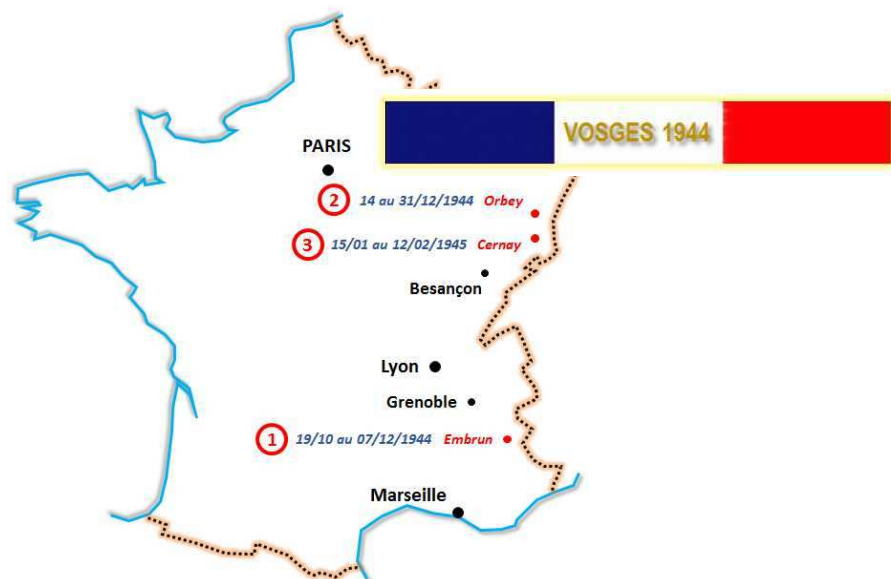 VOSGES 1944
PARIS
2 14 au 31/12/1944 Orbey
3 15/01 au 12/02/1945 Cernay
Besançon
Lyon
Grenoble
1 19/10 au 07/12/1944 Embrun
Marseille